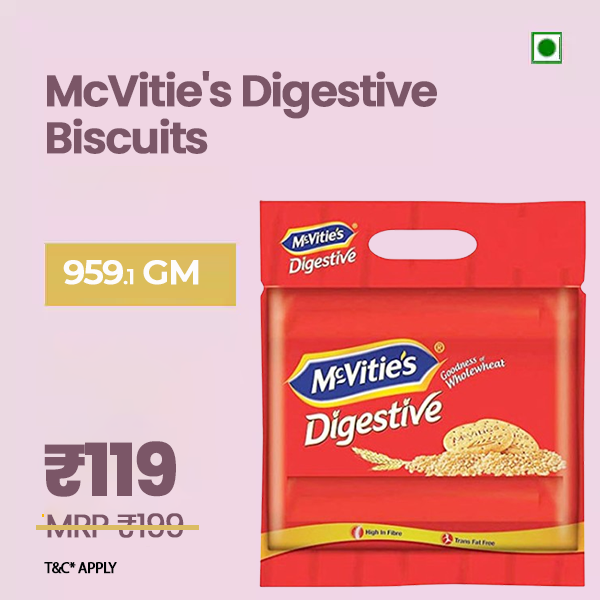 McVitie's Digestive
Biscuits
959.1 GM
₹119
MRP ₹199
T&C* APPLY
McVitie's
Digestive
McVitie's®
Goodness of
Wholewheat
Digestive
High In Fibre
Trans Fat Free